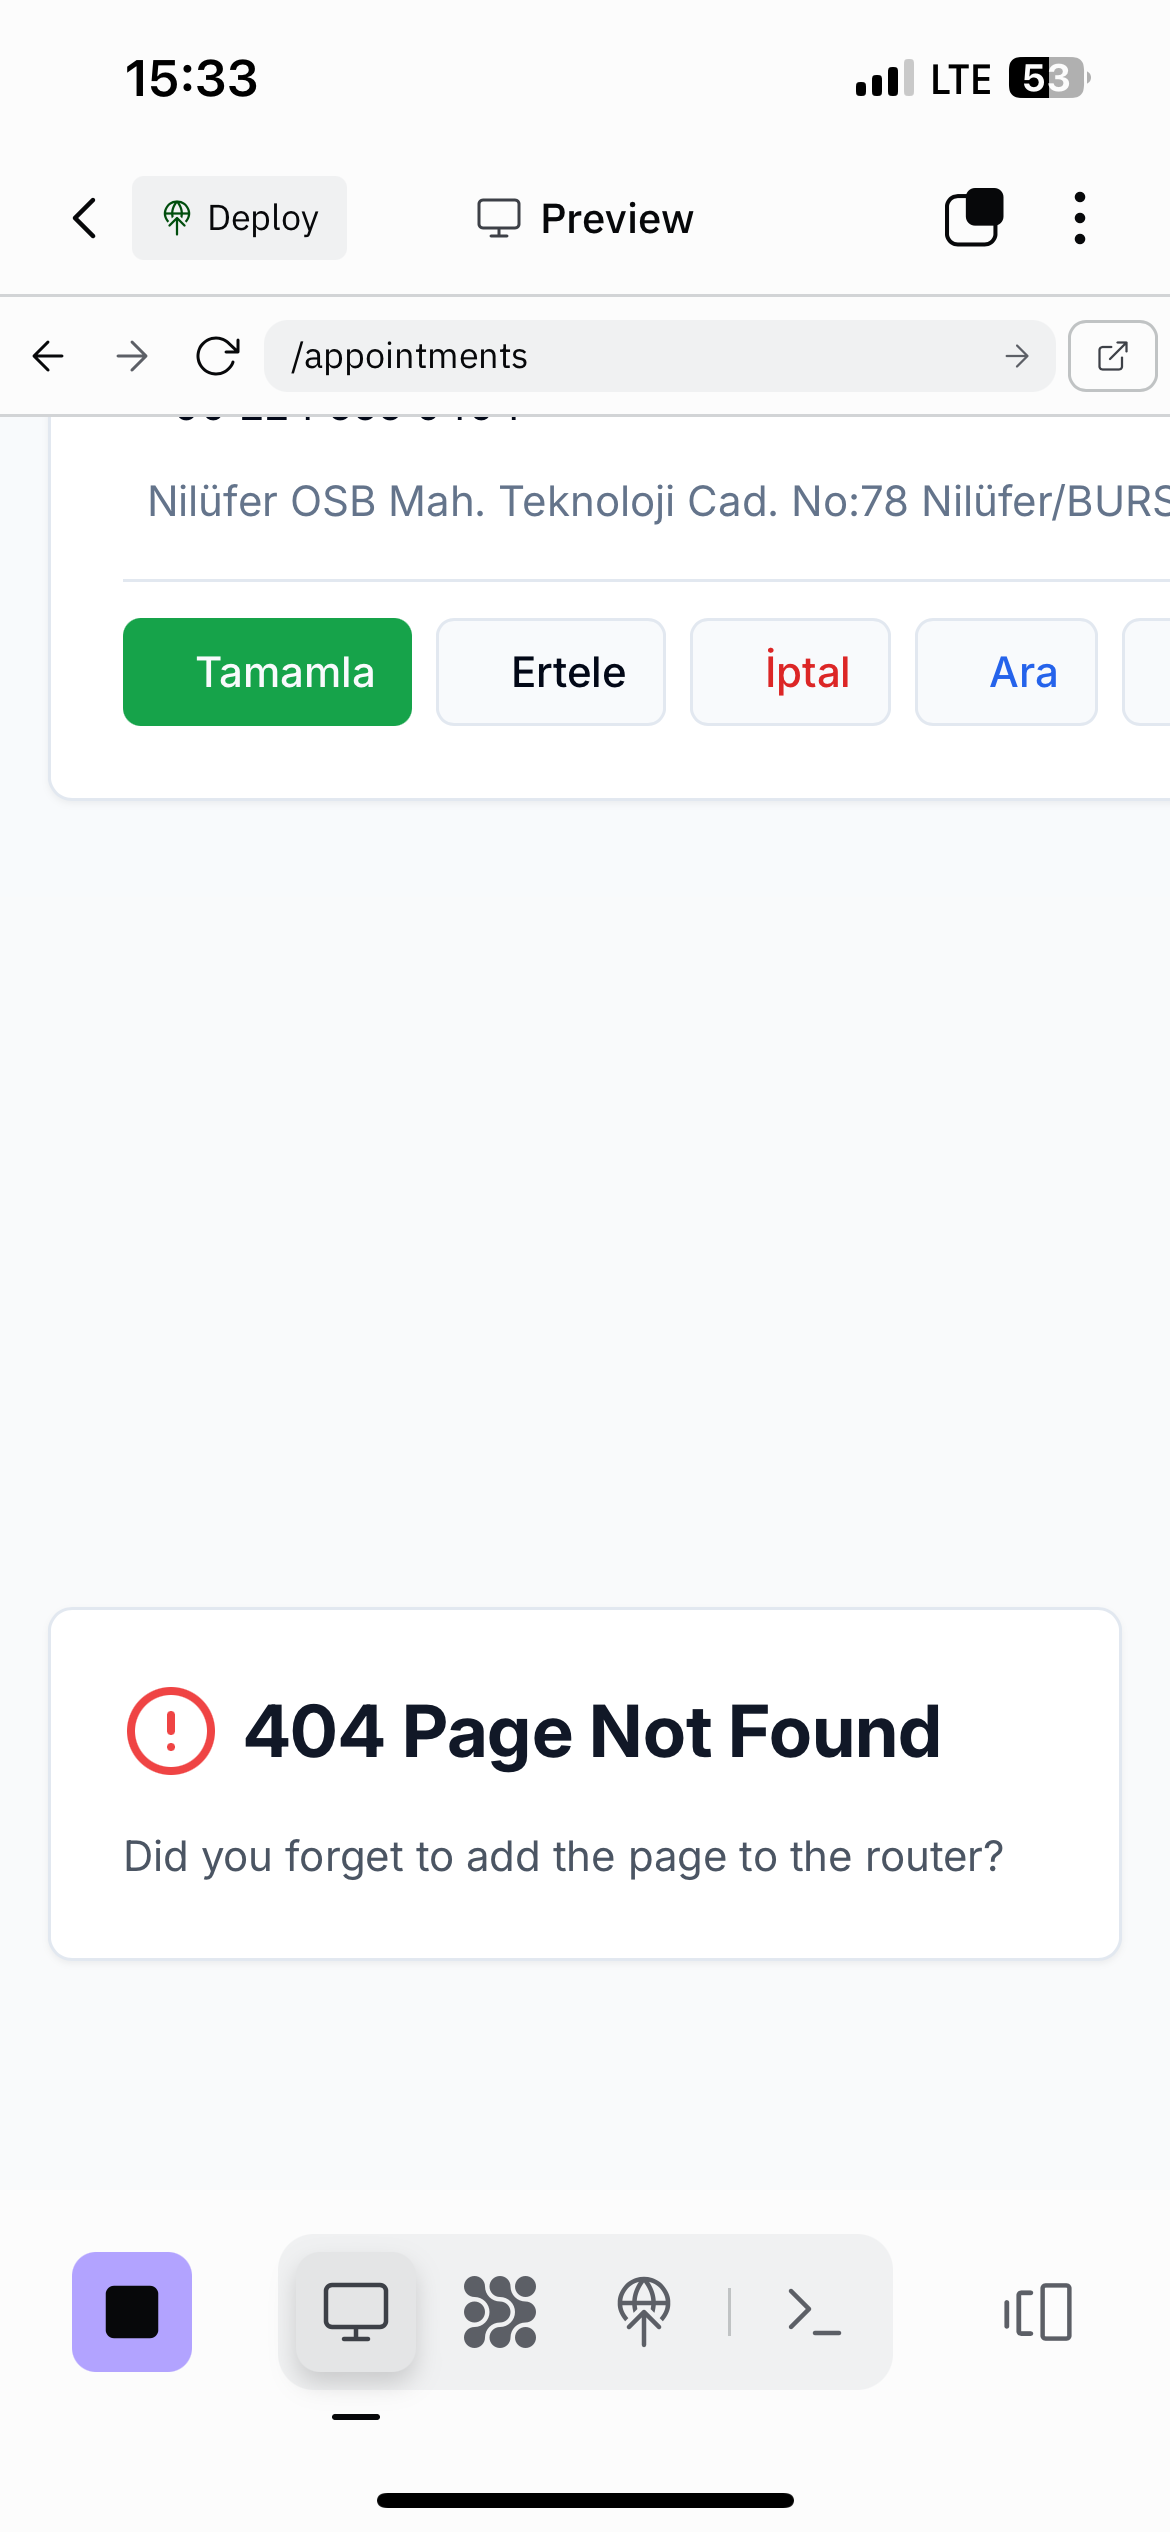 15:33
LTE 53
Deploy
Preview
/appointments
Nilüfer OSB Mah. Teknoloji Cad. No:78 Nilüfer/BURS
Tamamla
Ertele
İptal
Ara
404 Page Not Found
Did you forget to add the page to the router?